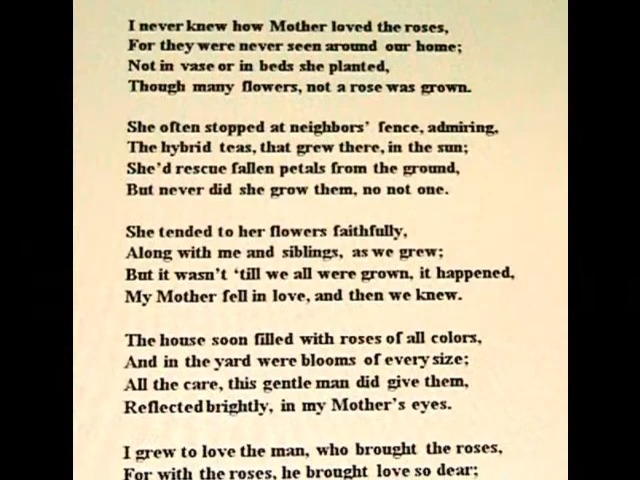 I never knew how Mother loved the roses,
For they were never seen around our home;
Not in vase or in beds she planted,
Though many flowers, not a rose was grown.
She often stopped at neighbors' fence, admiring,
The hybrid teas, that grew there, in the sun;
She'd rescue fallen petals from the ground,
But never did she grow them, no not one.
She tended to her flowers faithfully,
Along with me and siblings, as we grew;
But it wasn't 'till we all were grown, it happened,
My Mother fell in love, and then we knew.
The house soon filled with roses of all colors,
And in the yard were blooms of every size;
All the care, this gentle man did give them,
Reflected brightly, in my Mother's eyes.
I grew to love the man, who brought the roses,
For with the roses, he brought love so dear;